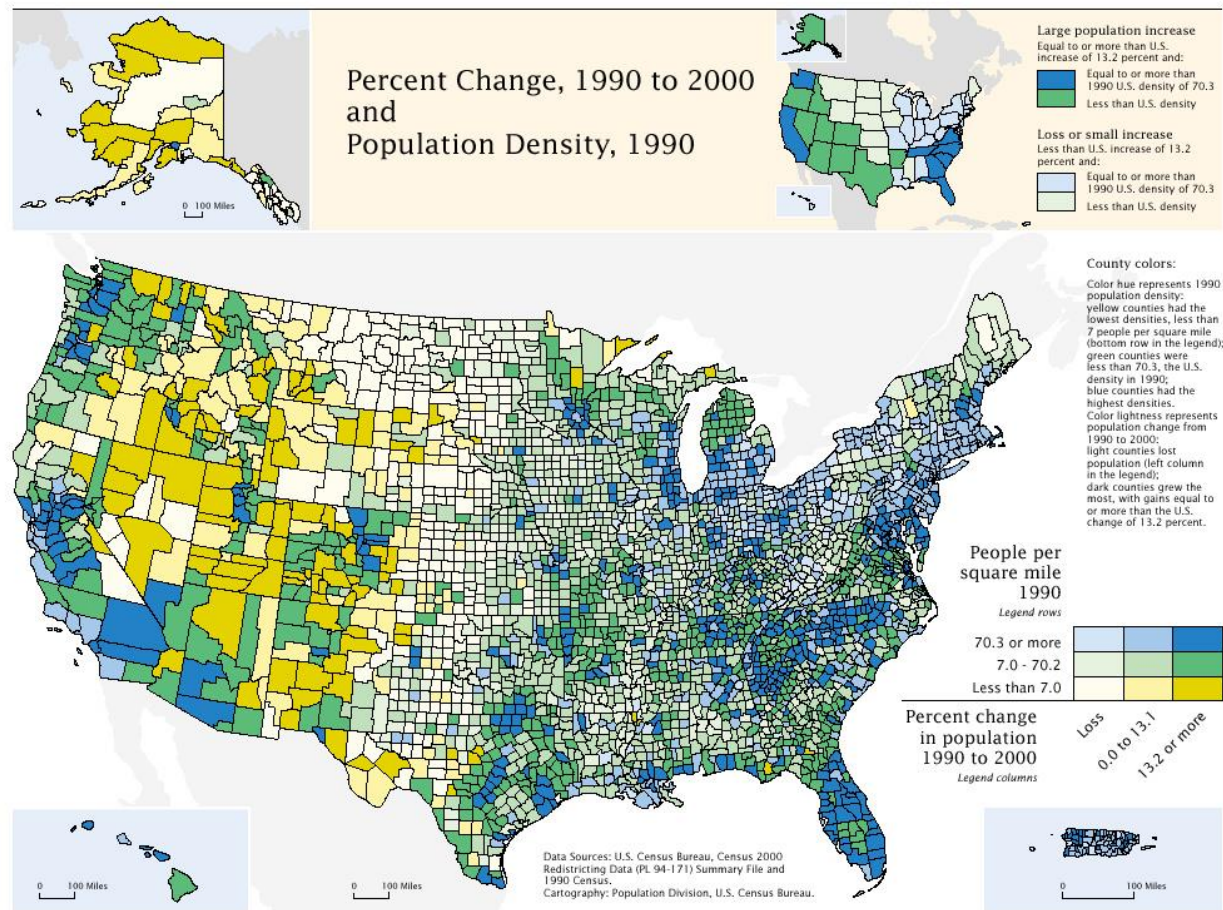 Percent Change, 1990 to 2000
and
Population Density, 1990
0 100 Miles
Large population increase
Equal to or more than U.S.
increase of 13.2 percent and:
Equal to or more than
1990 U.S. density of 70.3
Less than U.S. density
Loss or small increase
Less than U.S. increase of 13.2
percent and:
Equal to or more than
1990 U.S. density of 70.3
Less than U.S. density
County colors:
Color hue represents 1990
population density:
yellow counties had the
lowest densities, less than
7 people per square mile
(bottom row in the legend);
green counties were
less than 70.3, the U.S.
density in 1990;
blue counties had the
highest densities.
Color lightness represents
population change from
1990 to 2000:
light counties lost
population (left column
in the legend);
dark counties grew the
most, with gains equal to
or more than the U.S.
change of 13.2 percent.
People per
square mile
1990
Legend rows
70.3 or more
7.0 - 70.2
Less than 7.0
Percent change
in population
1990 to 2000
Legend columns
Loss
0.0 to 13.1
13.2 or more
Data Sources: U.S. Census Bureau, Census 2000
Redistricting Data (PL 94-171) Summary File and
1990 Census.
Cartography: Population Division, U.S. Census Bureau.
0 100 Miles
0 100 Miles
0 100 Miles